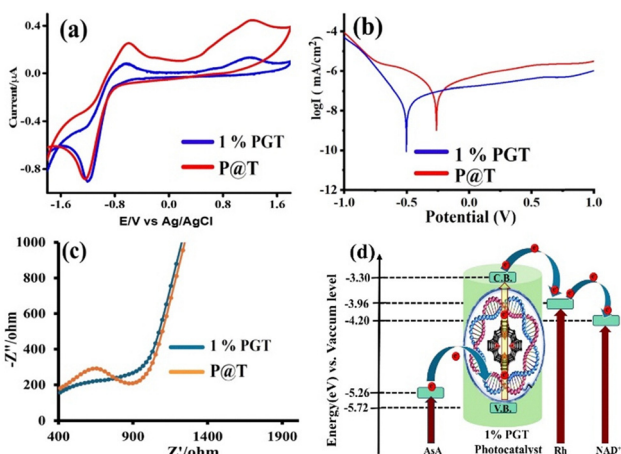 (a)
Current/µA
0.4
0.0
-0.4
-0.8
1 % PGT
P@T
-1.6
-0.8
0.0
0.8
1.6
E/V vs Ag/AgCl
(b)
logI ( mA/cm²)
-4
-6
-8
-10
-12
1 % PGT
P@T
-1.0
-0.5
0.0
0.5
1.0
Potential (V)
(c)
-Z''/ohm
1000
800
600
400
200
0
1 % PGT
P@T
400
900
1400
1900
Z'/ohm
(d)
Energy(eV) vs. Vaccum level
-3.30
-3.96
-4.20
-5.26
-5.72
C.B.
V.B.
AsA
1% PGT
Photocatalyst
Rh
NAD⁺